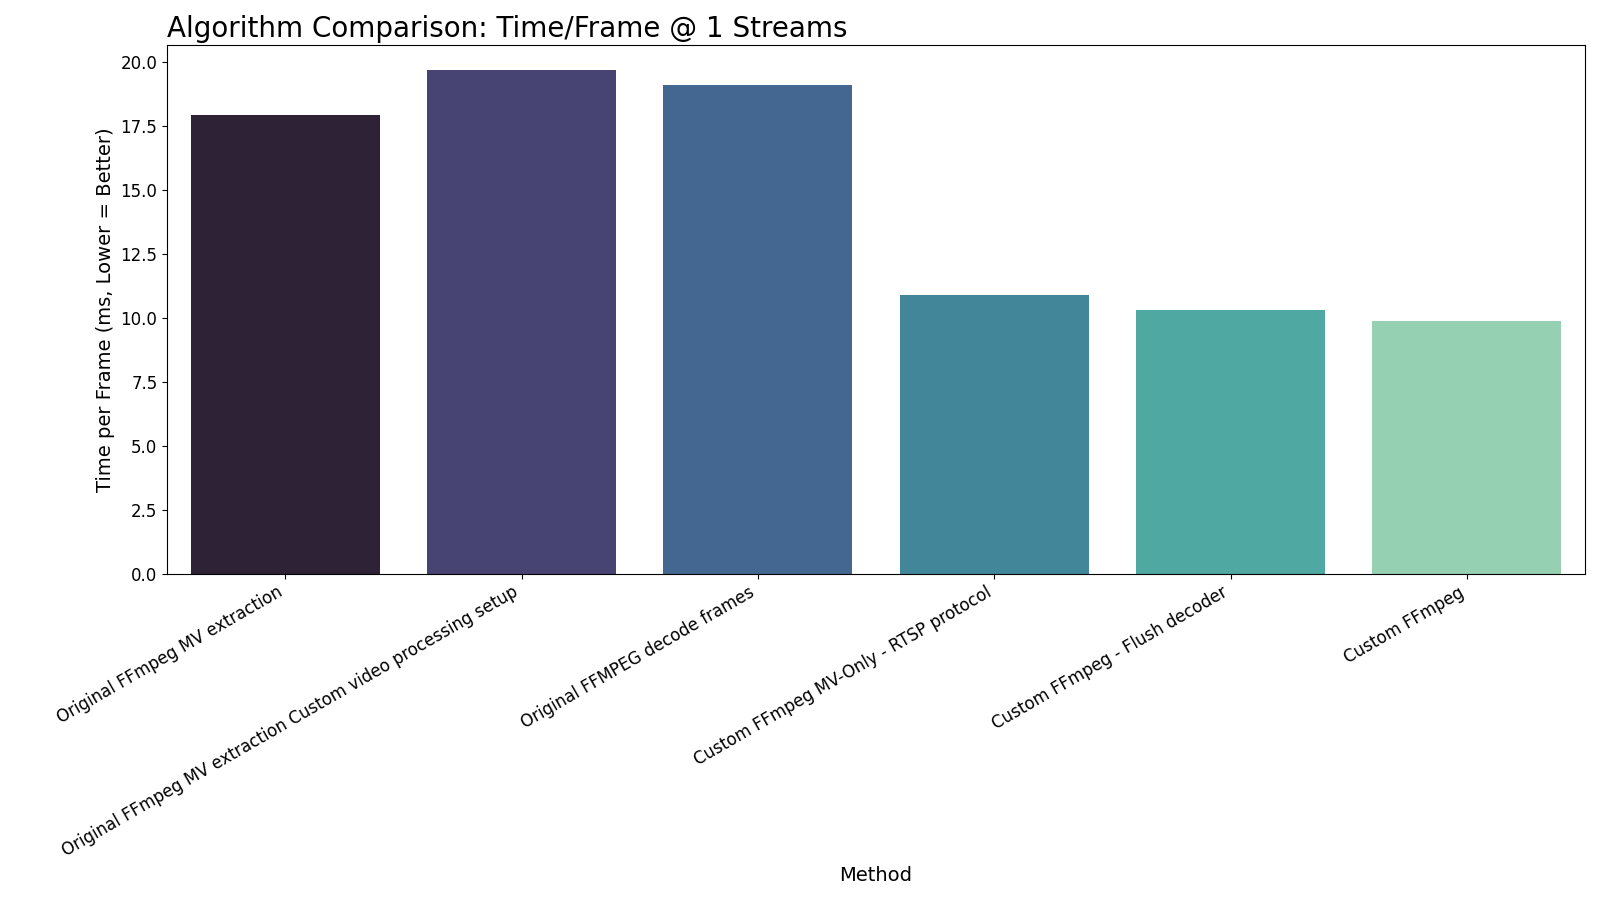 Algorithm Comparison: Time/Frame @ 1 Streams
Time per Frame (ms, Lower = Better)
20.0
17.5
15.0
12.5
10.0
7.5
5.0
2.5
0.0
Original FFmpeg MV extraction
Original FFmpeg MV extraction Custom video processing setup
Original FFMPEG decode frames
Custom FFmpeg MV-Only - RTSP protocol
Custom FFmpeg - Flush decoder
Custom FFmpeg
Method